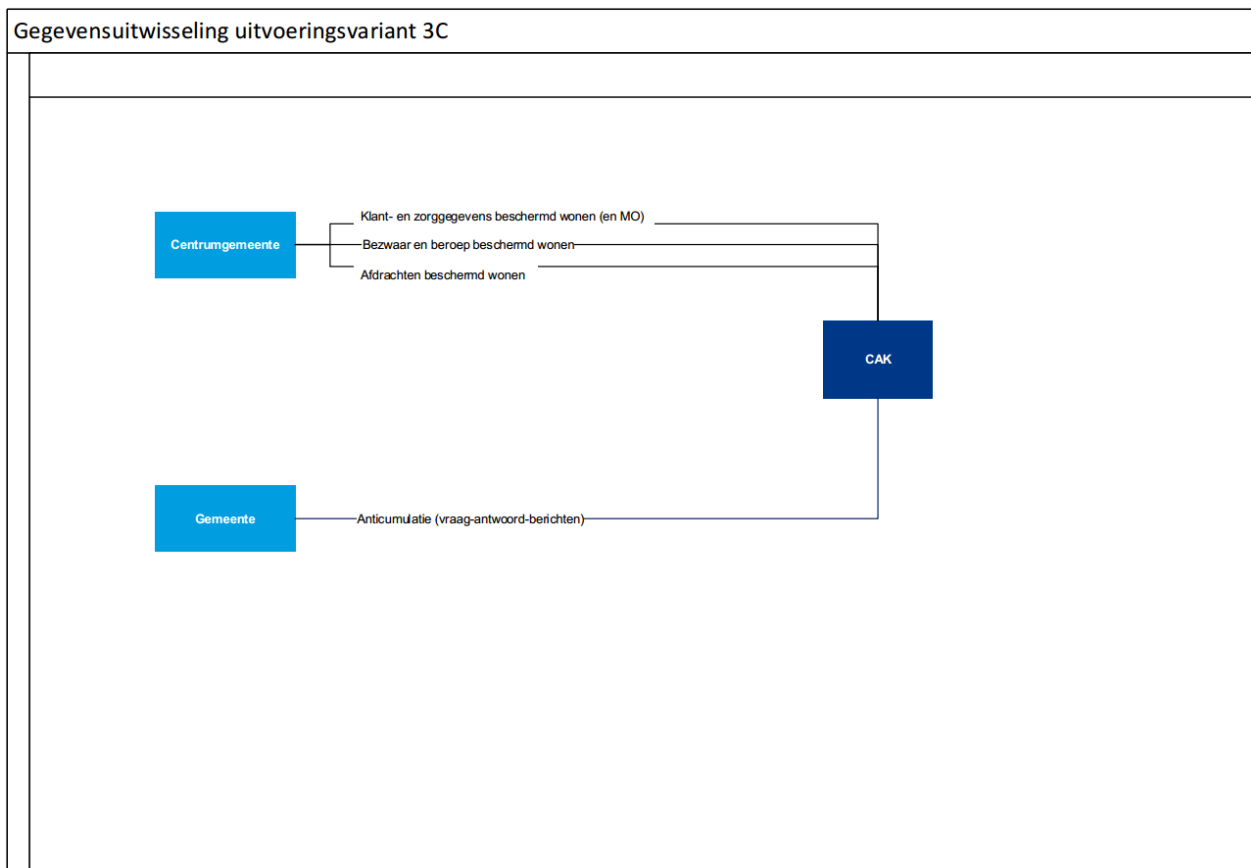 Gegevensuitwisseling uitvoeringsvariant 3C
Klant- en zorggegevens beschermd wonen (en MO)
Centrumgemeente
Bezwaar en beroep beschermd wonen
Afdrachten beschermd wonen
CAK
Gemeente
Anticumulatie (vraag-antwoord-berichten)